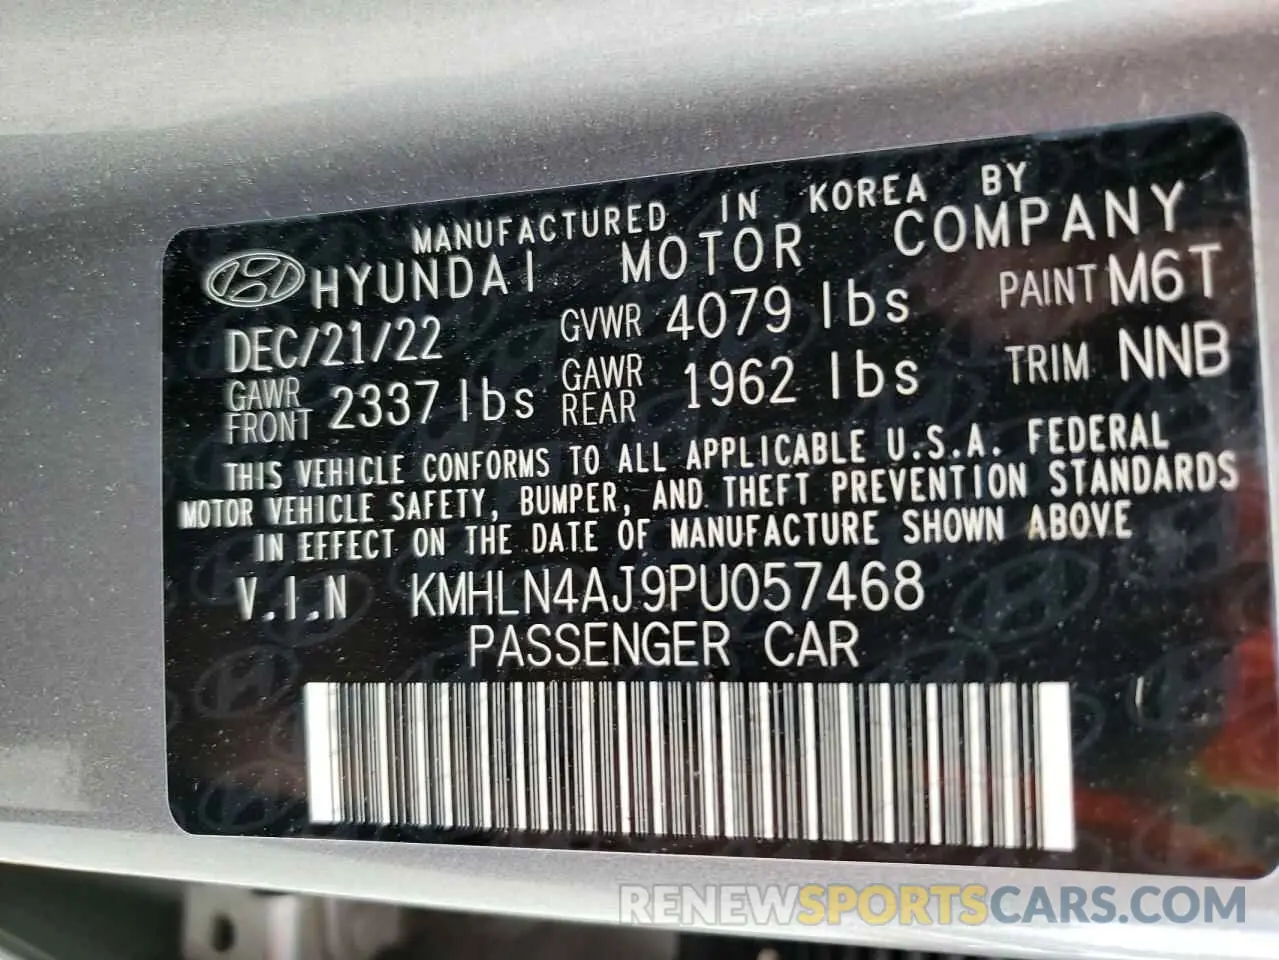 MANUFACTURED IN KOREA BY
HYUNDAI MOTOR COMPANY
DEC/21/22 GVWR 4079 lbs PAINT M6T
GAWR FRONT 2337 lbs GAWR REAR 1962 lbs TRIM NNB
THIS VEHICLE CONFORMS TO ALL APPLICABLE U.S.A. FEDERAL
MOTOR VEHICLE SAFETY, BUMPER, AND THEFT PREVENTION STANDARDS
IN EFFECT ON THE DATE OF MANUFACTURE SHOWN ABOVE
V.I.N KMHLN4AJ9PU057468
PASSENGER CAR
RENEWSPORTSCARS.COM